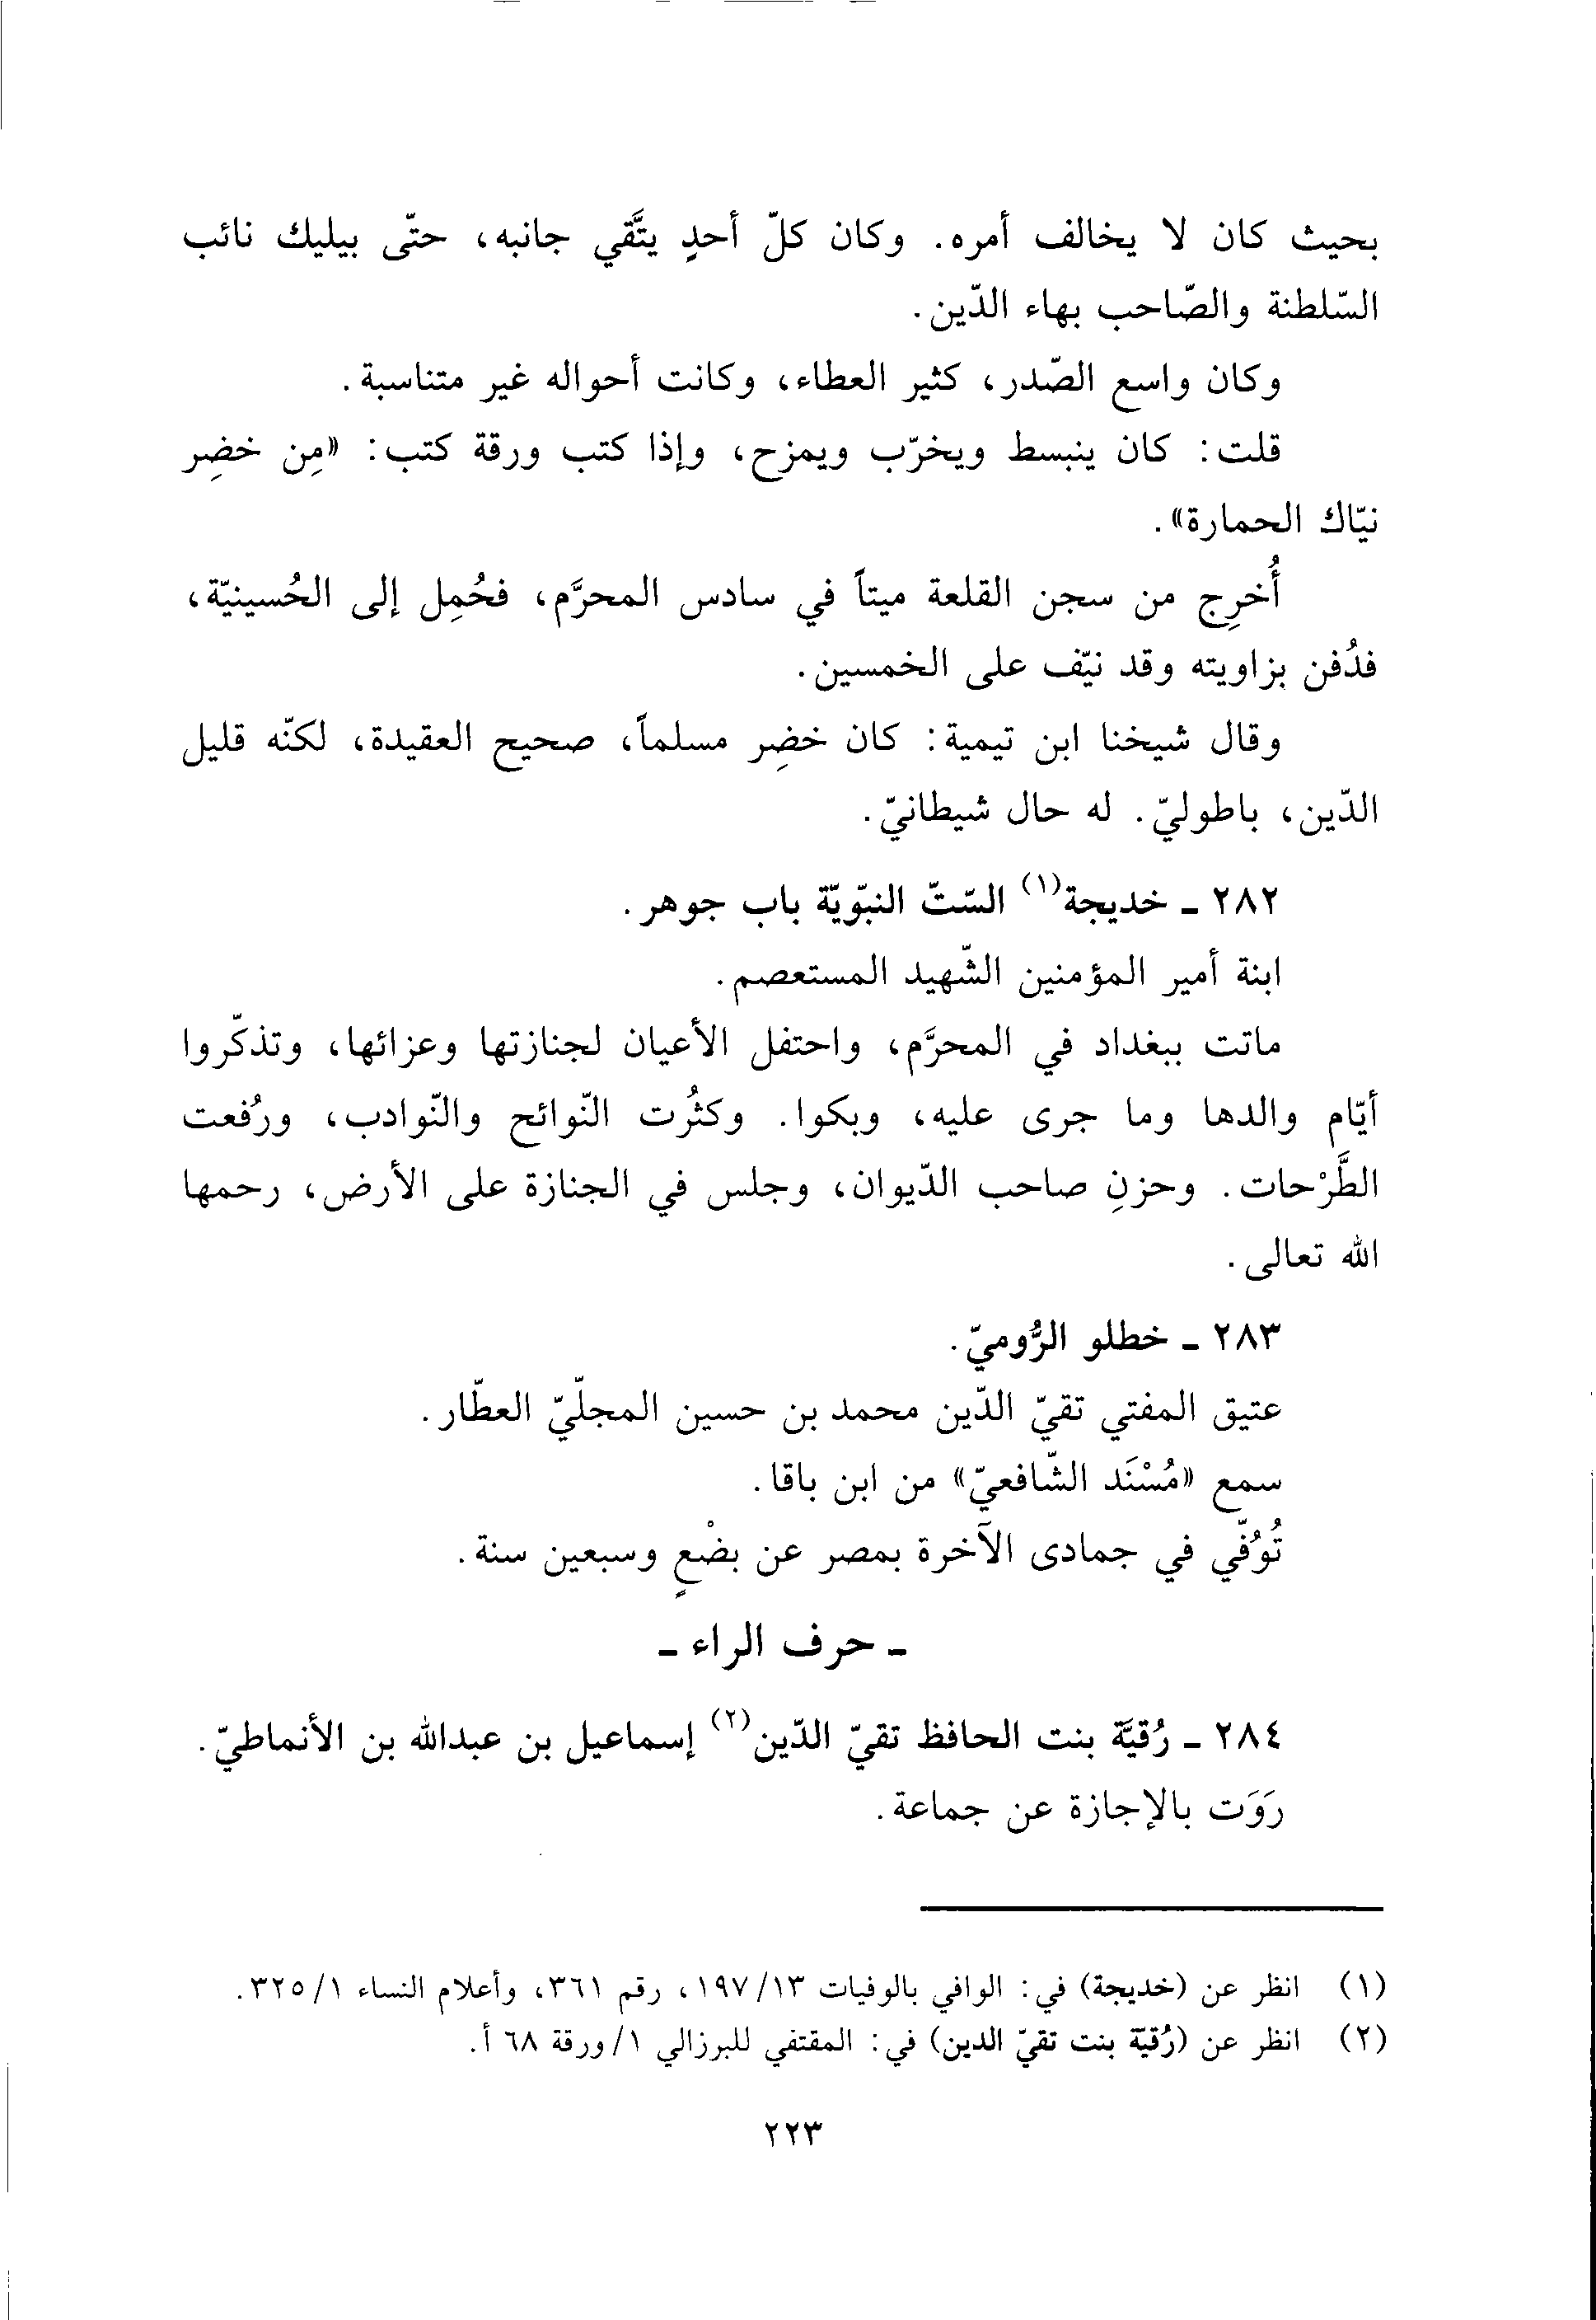 بحيث كان لا يخالف أمره. وكان كلّ أحدٍ يتَّقي جانبه، حتّى بيليك نائب
السّلطنة والصّاحب بهاء الدّين.
وكان واسع الصّدر، كثير العطاء، وكانت أحواله غير متناسبة.
قلت: كان ينبسط ويخرّب ويمزح، وإذا كتب ورقة كتب: «مِن خضِر
نيّاك الحمارة».
أُخرِج من سجن القلعة ميتاً في سادس المحرَّم، فحُمِل إلى الحُسينيّة،
فدُفن بزاويته وقد نيّف على الخمسين.
وقال شيخنا ابن تيمية: كان خضِر مسلماً، صحيح العقيدة، لكنّه قليل
الدّين، باطوليّ. له حال شيطانيّ.
٢٨٢ - خديجة(١) السّتّ النبّويّة باب جوهر.
ابنة أمير المؤمنين الشّهيد المستعصم.
ماتت ببغداد في المحرَّم، واحتفل الأعيان لجنازتها وعزائها، وتذكّروا
أيّام والدها وما جرى عليه، وبكوا. وكثُرت النّوائح والنّوادب، ورُفعت
الطَّرْحات. وحزنِ صاحب الدّيوان، وجلس في الجنازة على الأرض، رحمها
الله تعالى.
٢٨٣ - خطلو الرُّوميّ.
عتيق المفتي تقيّ الدّين محمد بن حسين المجلّيّ العطّار.
سمع «مُسْنَد الشّافعيّ» من ابن باقا.
تُوُفّي في جمادى الآخرة بمصر عن بضْعٍ وسبعين سنة.
- حرف الراء -
٢٨٤ - رُقيَّة بنت الحافظ تقيّ الدّين(٢) إسماعيل بن عبدالله بن الأنماطيّ.
رَوَت بالإجازة عن جماعة.
(١) انظر عن (خديجة) في: الوافي بالوفيات ١٣/ ١٩٧، رقم ٣٦١، وأعلام النساء ١/ ٣٢٥.
(٢) انظر عن (رُقيّة بنت تقيّ الدين) في: المقتفي للبرزالي ١/ ورقة ٦٨ أ.
٢٢٣